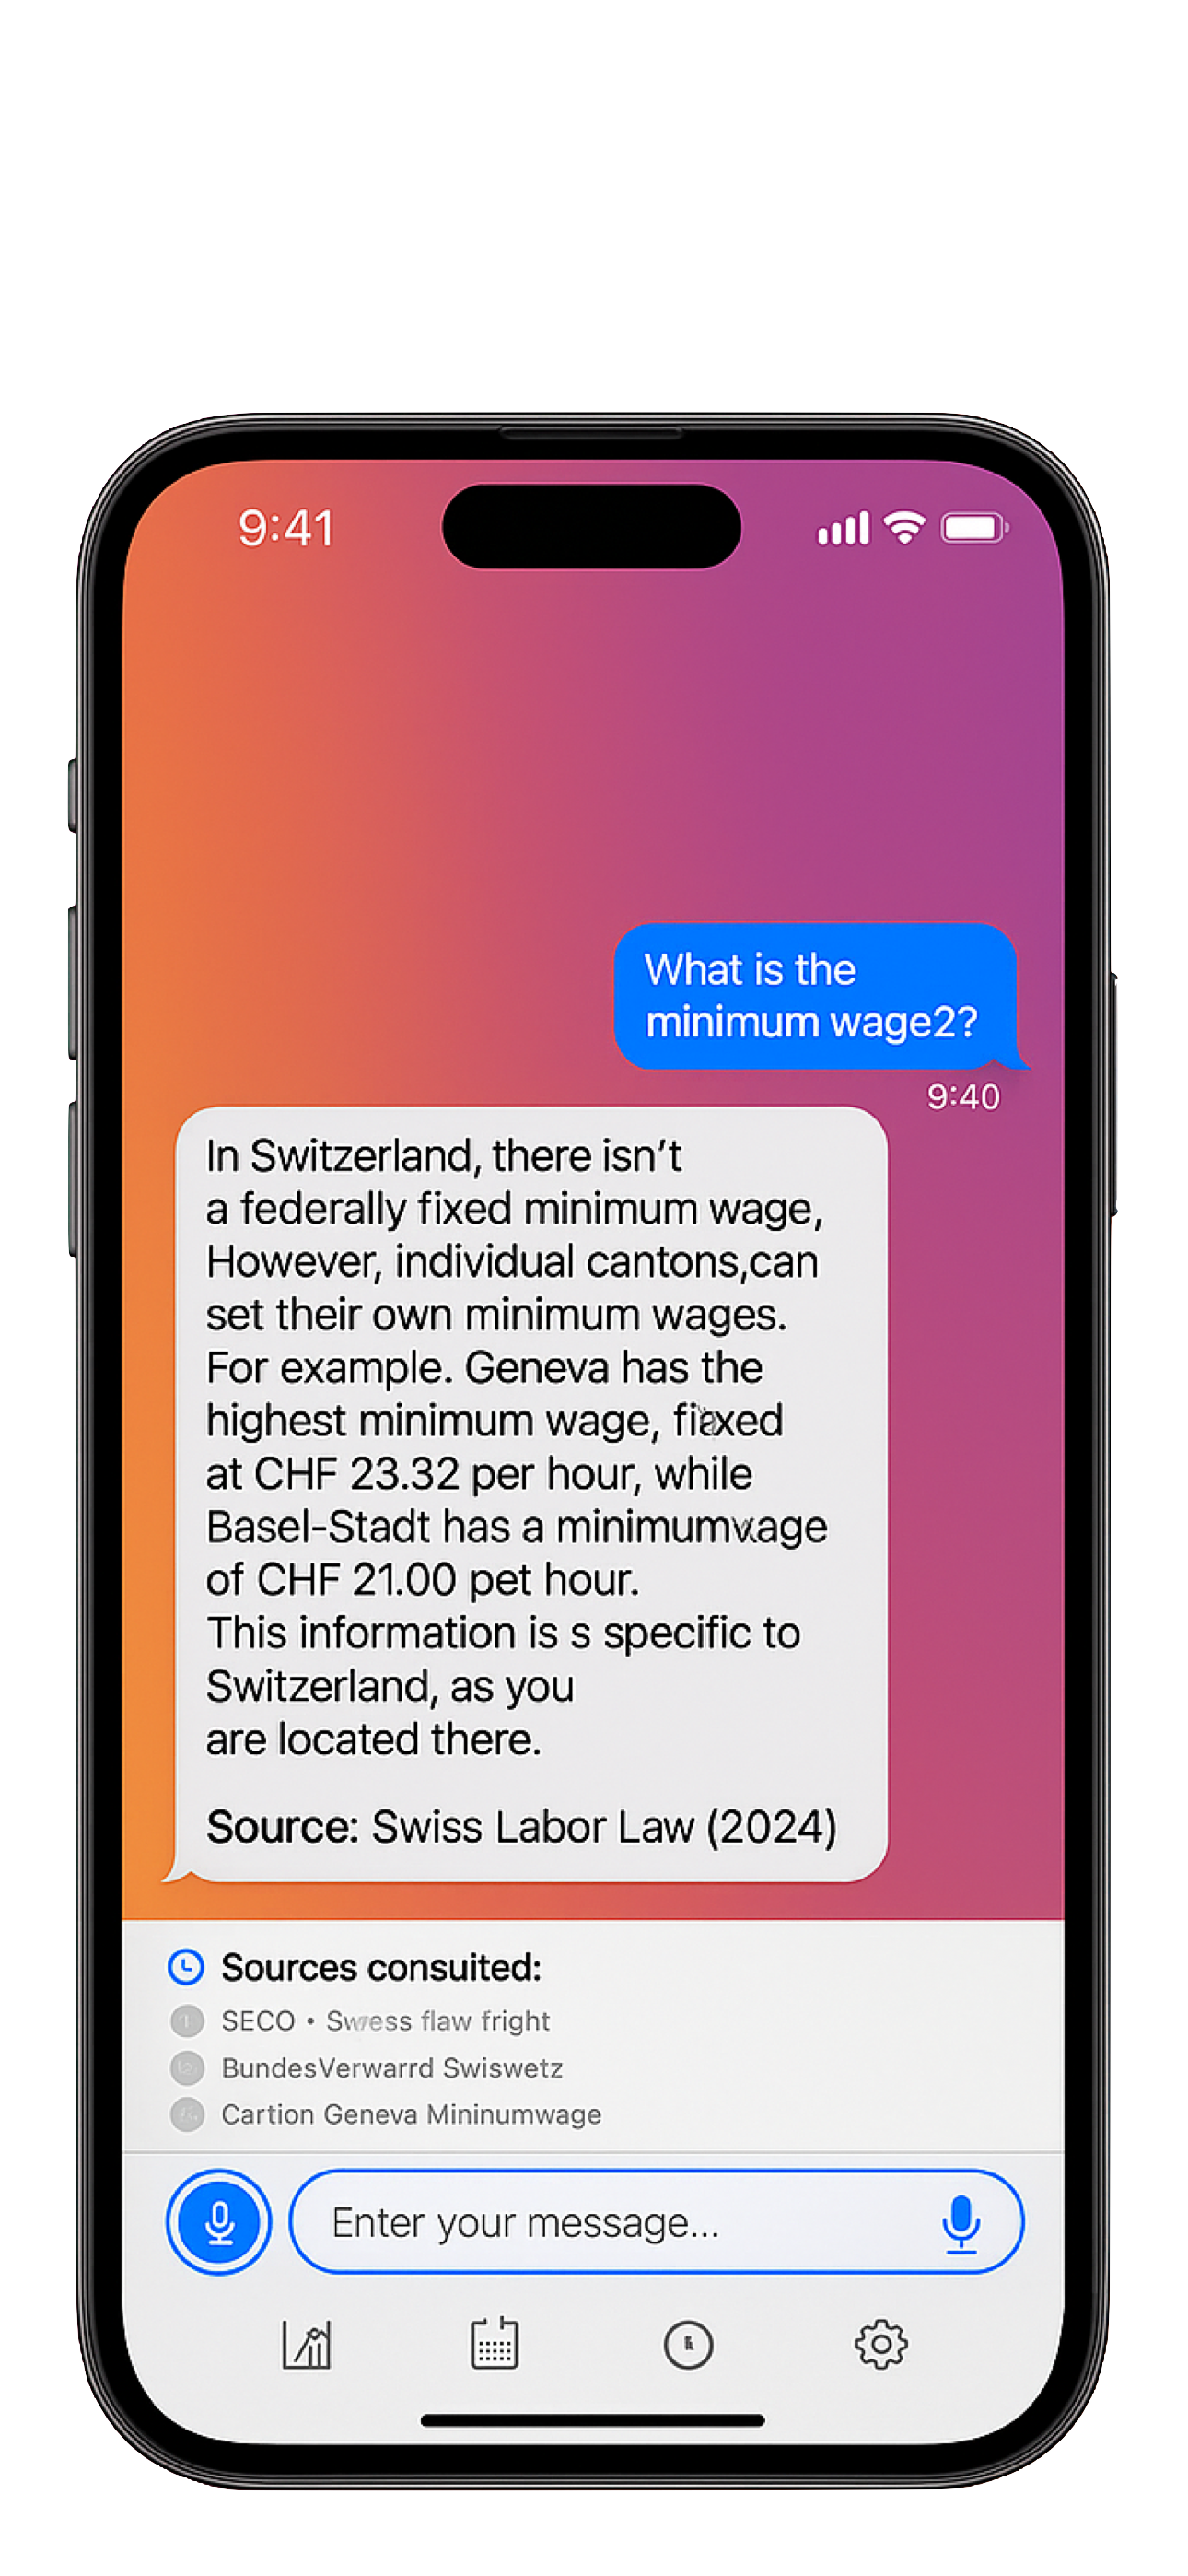 9:41
What is the
minimum wage2?
9:40
In Switzerland, there isn't
a federally fixed minimum wage,
However, individual cantons,can
set their own minimum wages.
For example. Geneva has the
highest minimum wage,
at CHF 23.32 per hour, while
Basel-Stadt has a
of CHF 21.00 pet hour.
This information is s specific to
Switzerland, as you
are located there.
Source: Swiss Labor Law (2024)
Sources consuited:
SECO • flaw fright
BundesVerwarrd Swiswetz
Cartion Geneva Mininumwage
Enter your message...